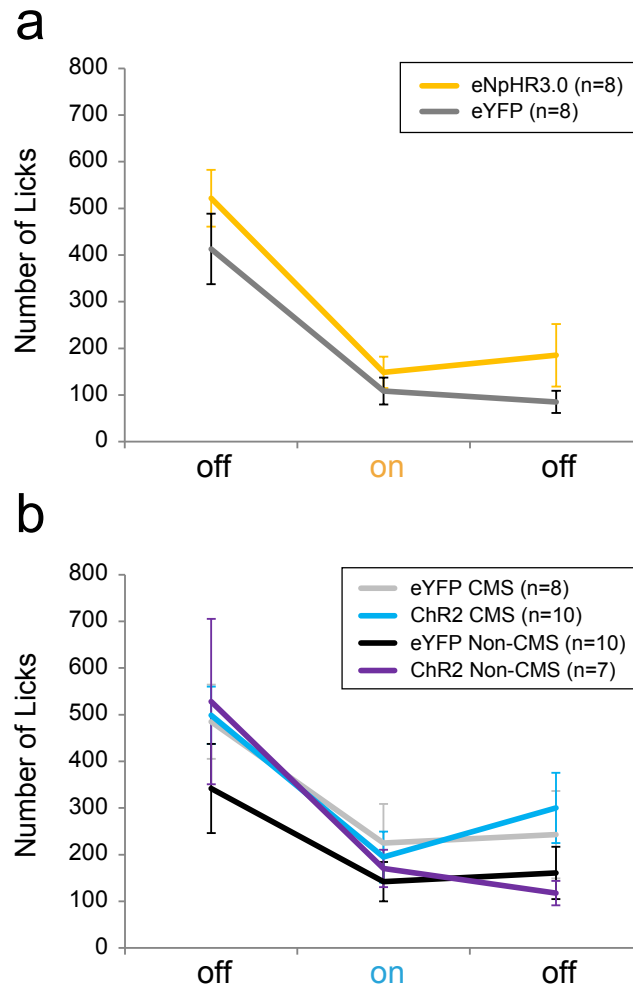 a
800
700
600
500
400
300
200
100
0
Number of Licks
eNpHR3.0 (n=8)
eYFP (n=8)
off on off
b
800
700
600
500
400
300
200
100
0
Number of Licks
eYFP CMS (n=8)
ChR2 CMS (n=10)
eYFP Non-CMS (n=10)
ChR2 Non-CMS (n=7)
off on off